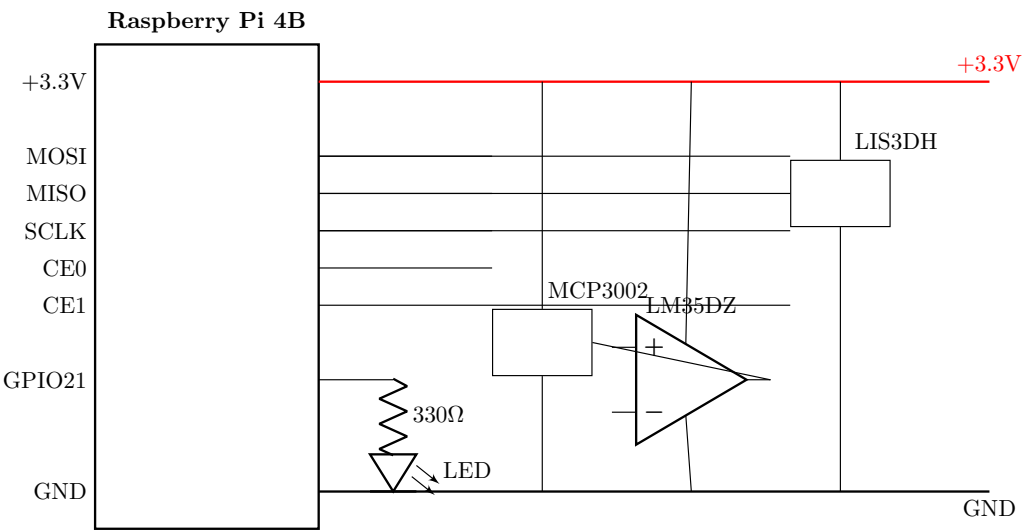 Raspberry Pi 4B
+3.3V
+3.3V
LIS3DH
MOSI
MISO
SCLK
CE0
CE1
MCP3002
LM35DZ
+
−
GPIO21
330Ω
LED
GND
GND